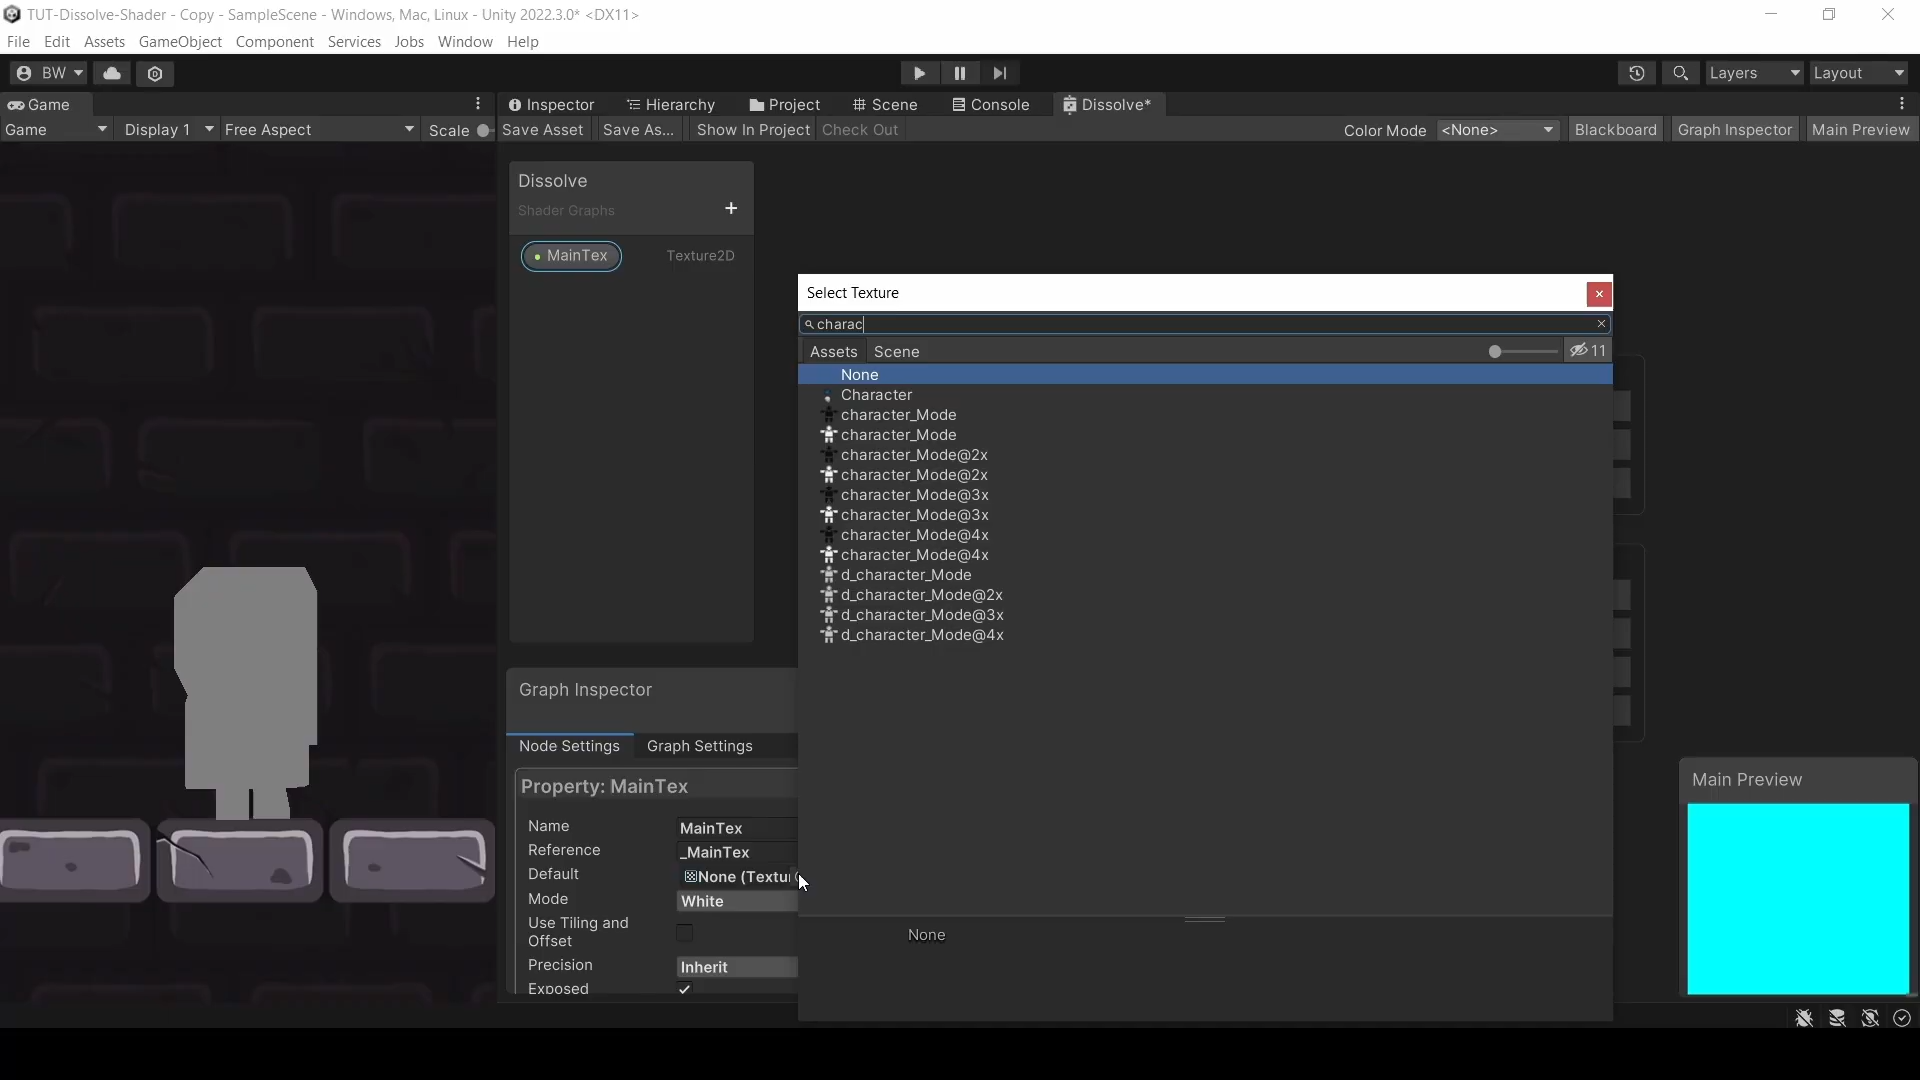 TUT-Dissolve-Shader - Copy - SampleScene - Windows, Mac, Linux - Unity 2022.3.0* <DX11>
File Edit Assets GameObject Component Services Jobs Window Help
BW Layers Layout
Game Inspector Hierarchy Project Scene Console Dissolve*
Game Display 1 Free Aspect Scale Save Asset Save As... Show In Project Check Out Color Mode <None> Blackboard Graph Inspector Main Preview
Dissolve
Shader Graphs +
MainTex Texture2D
Select Texture
charac
Assets Scene 11
None
Character
character_Mode
character_Mode
character_Mode@2x
character_Mode@2x
character_Mode@3x
character_Mode@3x
character_Mode@4x
character_Mode@4x
d_character_Mode
d_character_Mode@2x
d_character_Mode@3x
d_character_Mode@4x
Graph Inspector
Node Settings Graph Settings
Property: MainTex
Name MainTex
Reference _MainTex
Default None (Textu
Mode White
Use Tiling and
Offset
Precision Inherit
Exposed
None
Main Preview